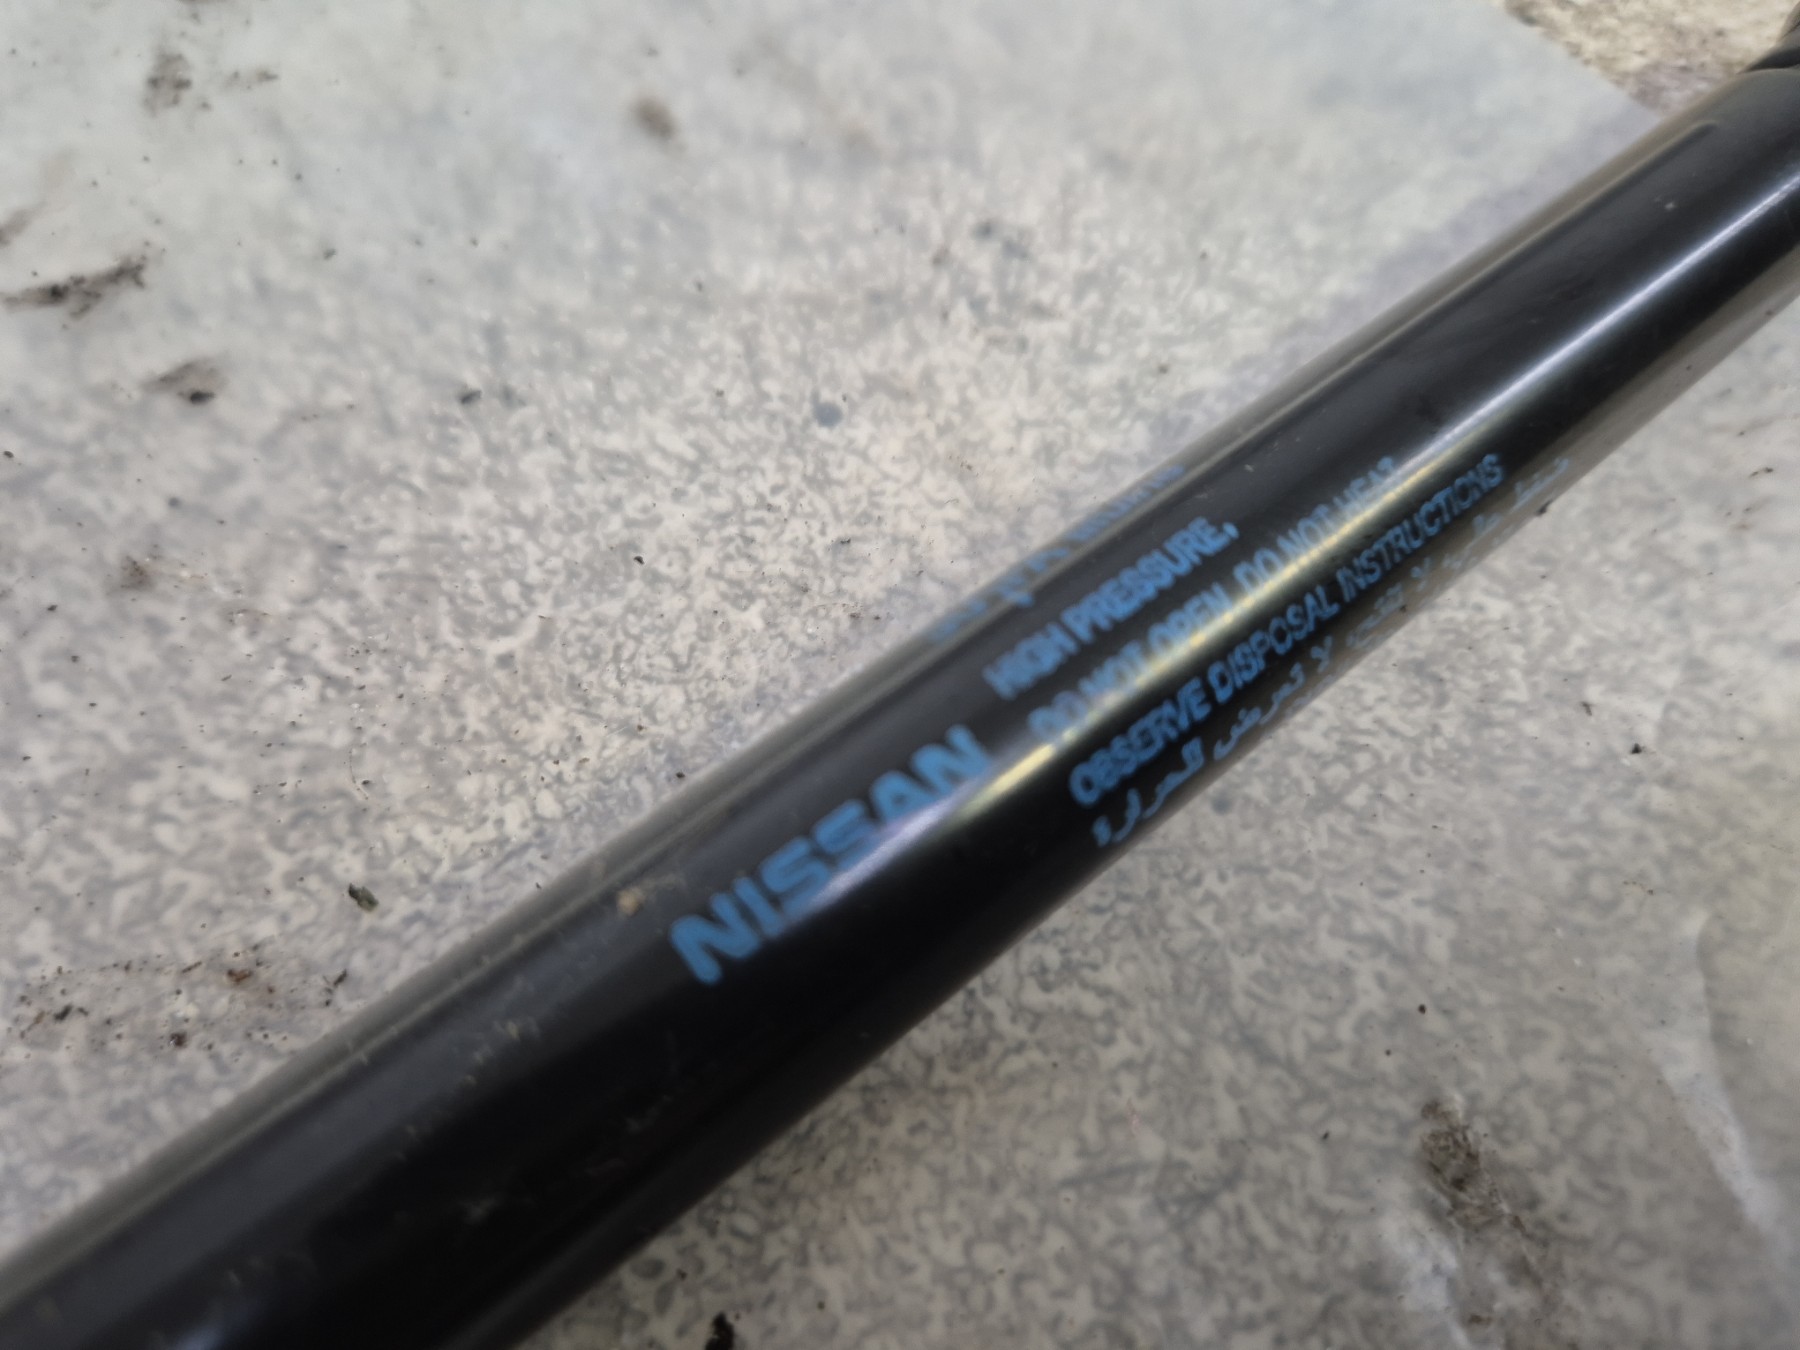 NISSAN
HIGH PRESSURE,
DO NOT OPEN, DO NOT HEAT
OBSERVE DISPOSAL INSTRUCTIONS
لا تعرض للحرارة